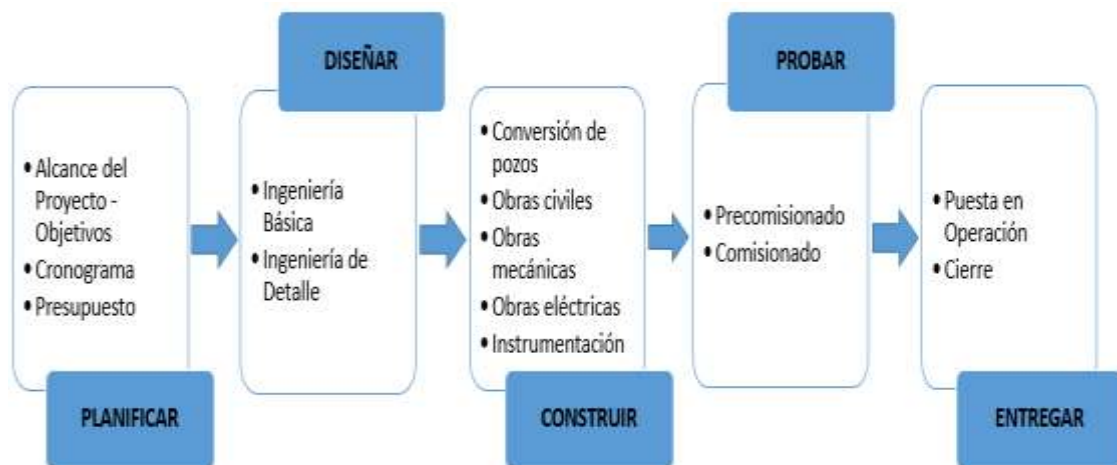 PLANIFICAR
• Alcance del
Proyecto -
Objetivos
• Cronograma
• Presupuesto
DISEÑAR
• Ingeniería
Básica
• Ingeniería de
Detalle
CONSTRUIR
• Conversión de
pozos
• Obras civiles
• Obras
mecánicas
• Obras eléctricas
• Instrumentación
PROBAR
• Precomisionado
• Comisionado
ENTREGAR
• Puesta en
Operación
• Cierre